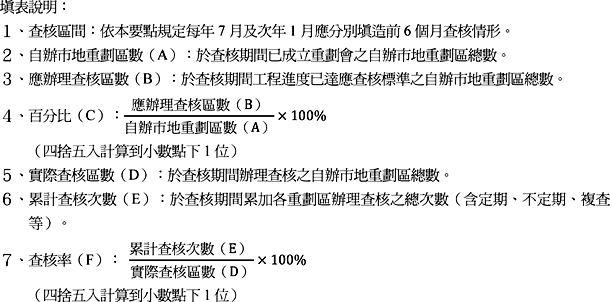 填表說明：
１、查核區間：依本要點規定每年７月及次年１月應分別填造前６個月查核情形。
２、自辦市地重劃區數（A）：於查核期間已成立重劃會之自辦市地重劃區總數。
３、應辦理查核區數（B）：於查核期間工程進度已達應查核標準之自辦市地重劃區總數。
４、百分比（C）：應辦理查核區數（B）/自辦市地重劃區數（A） × 100%
（四捨五入計算到小數點下１位）
５、實際查核區數（D）：於查核期間辦理查核之自辦市地重劃區總數。
６、累計查核次數（E）：於查核期間累加各重劃區辦理查核之總次數（含定期、不定期、複查
等）。
７、查核率（F）： 累計查核次數（E）/實際查核區數（D） × 100%
（四捨五入計算到小數點下１位）